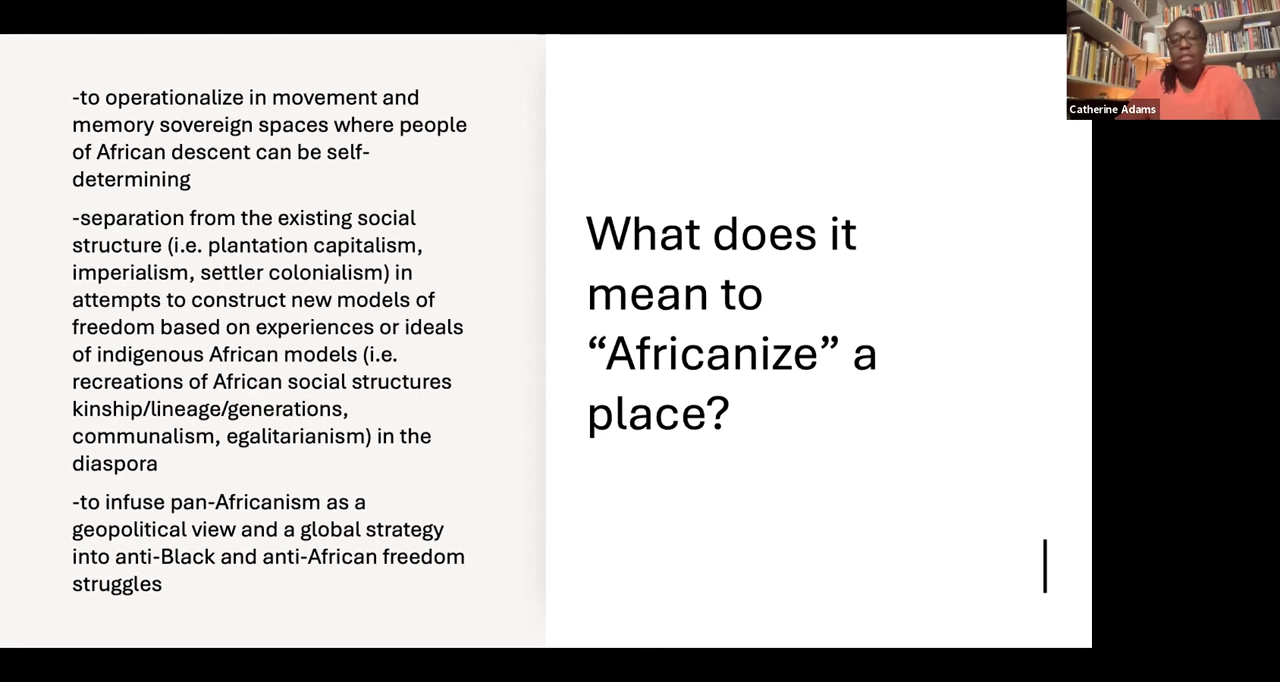 -to operationalize in movement and
memory sovereign spaces where people
of African descent can be self-
determining
-separation from the existing social
structure (i.e. plantation capitalism,
imperialism, settler colonialism) in
attempts to construct new models of
freedom based on experiences or ideals
of indigenous African models (i.e.
recreations of African social structures
kinship/lineage/generations,
communalism, egalitarianism) in the
diaspora
-to infuse pan-Africanism as a
geopolitical view and a global strategy
into anti-Black and anti-African freedom
struggles
What does it
mean to
“Africanize” a
place?
Catherine Adams